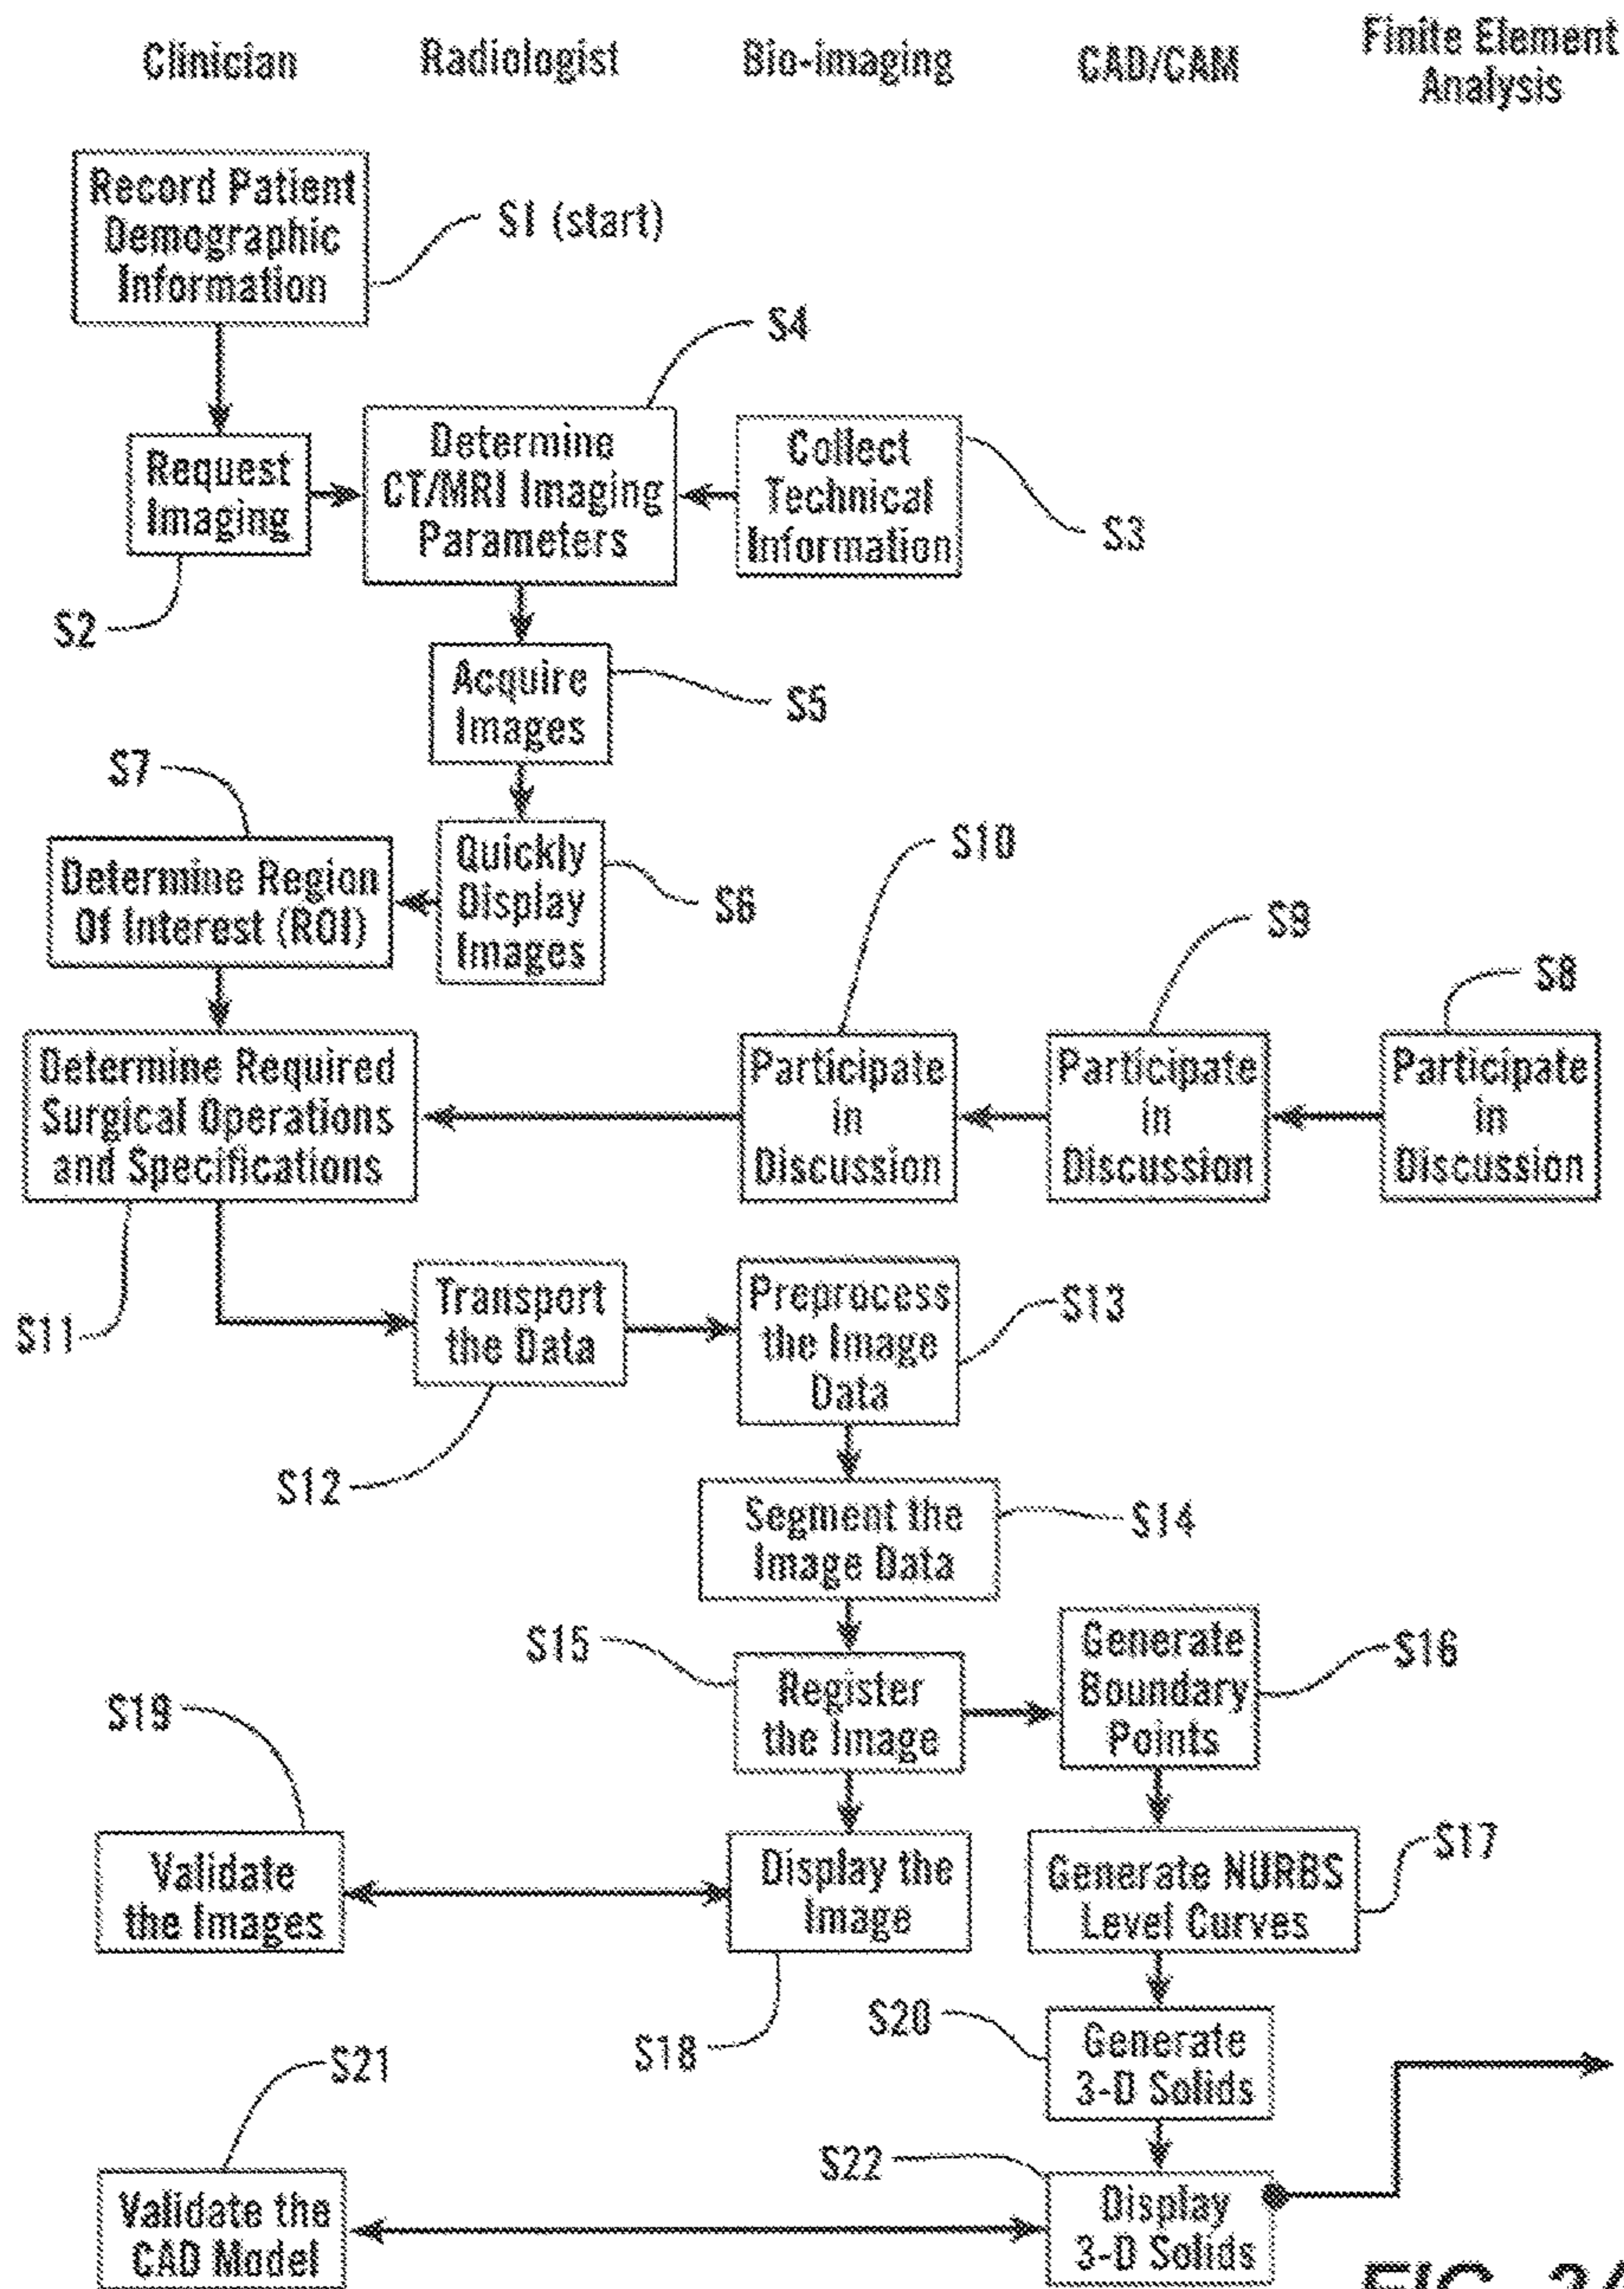 Clinician
Radiologist
Bio-imaging
CAD/CAM
Finite Element
Analysis
Record Patient
Demographic
Information
S1 (start)
S4
Request
Imaging
Determine
CT/MRI Imaging
Parameters
Collect
Technical
Information
S3
S2
Acquire
Images
S5
S7
Determine Region
Of Interest (ROI)
Quickly
Display
Images
S6
S10
S9
S8
Determine Required
Surgical Operations
and Specifications
Participate
in
Discussion
Participate
in
Discussion
Participate
in
Discussion
S11
Transport
the Data
Preprocess
the Image
Data
S13
S12
Segment the
Image Data
S14
S15
Register
the Image
Generate
Boundary
Points
S16
S19
Validate
the Images
Display the
Image
Generate NURBS
Level Curves
S17
S18
S20
Generate
3-D Solids
S21
S22
Validate the
CAD Model
Display
3-D Solids